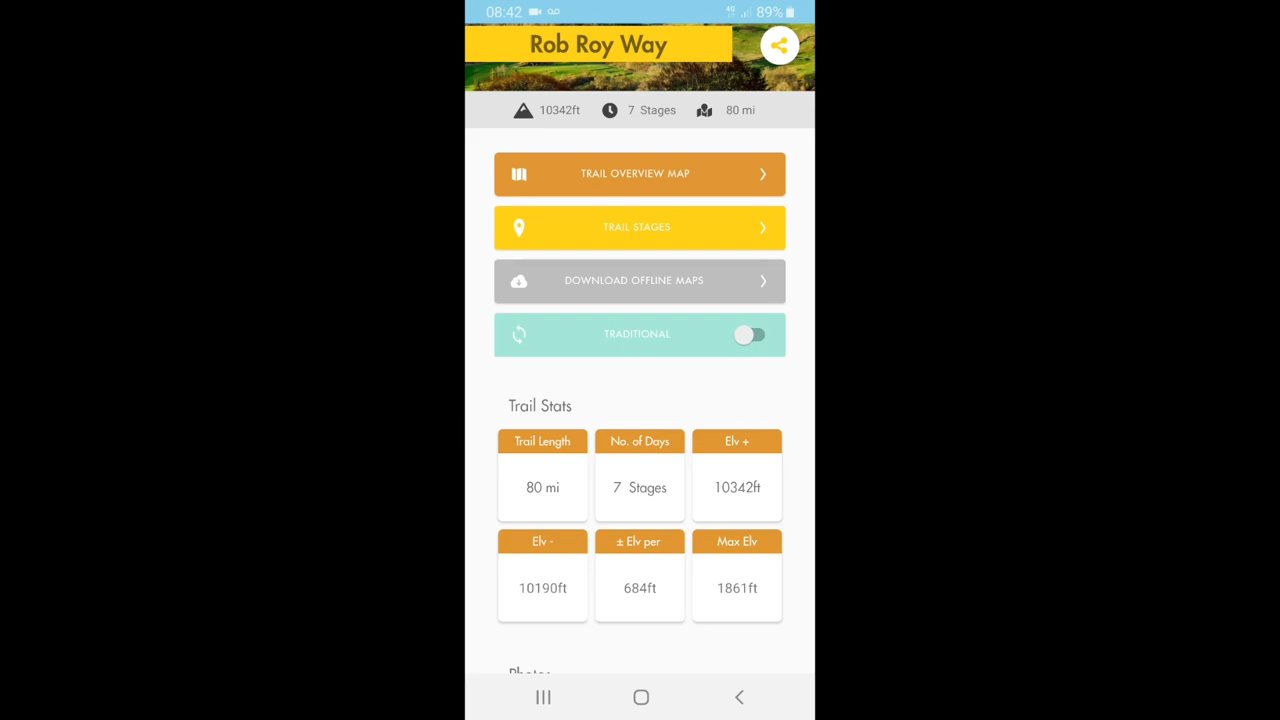 08:42 4G 89%
Rob Roy Way
10342ft 7 Stages 80 mi
TRAIL OVERVIEW MAP
TRAIL STAGES
DOWNLOAD OFFLINE MAPS
TRADITIONAL
Trail Stats
Trail Length No. of Days Elv +
80 mi 7 Stages 10342ft
Elv - ± Elv per Max Elv
10190ft 684ft 1861ft
Photos